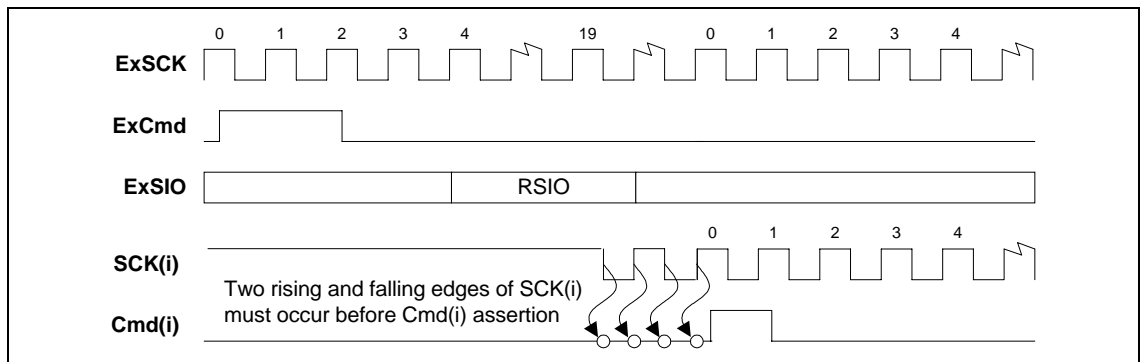 0 1 2 3 4 19 0 1 2 3 4
ExSCK
ExCmd
ExSIO
RSIO
0 1 2 3 4
SCK(i)
Two rising and falling edges of SCK(i)
must occur before Cmd(i) assertion
Cmd(i)